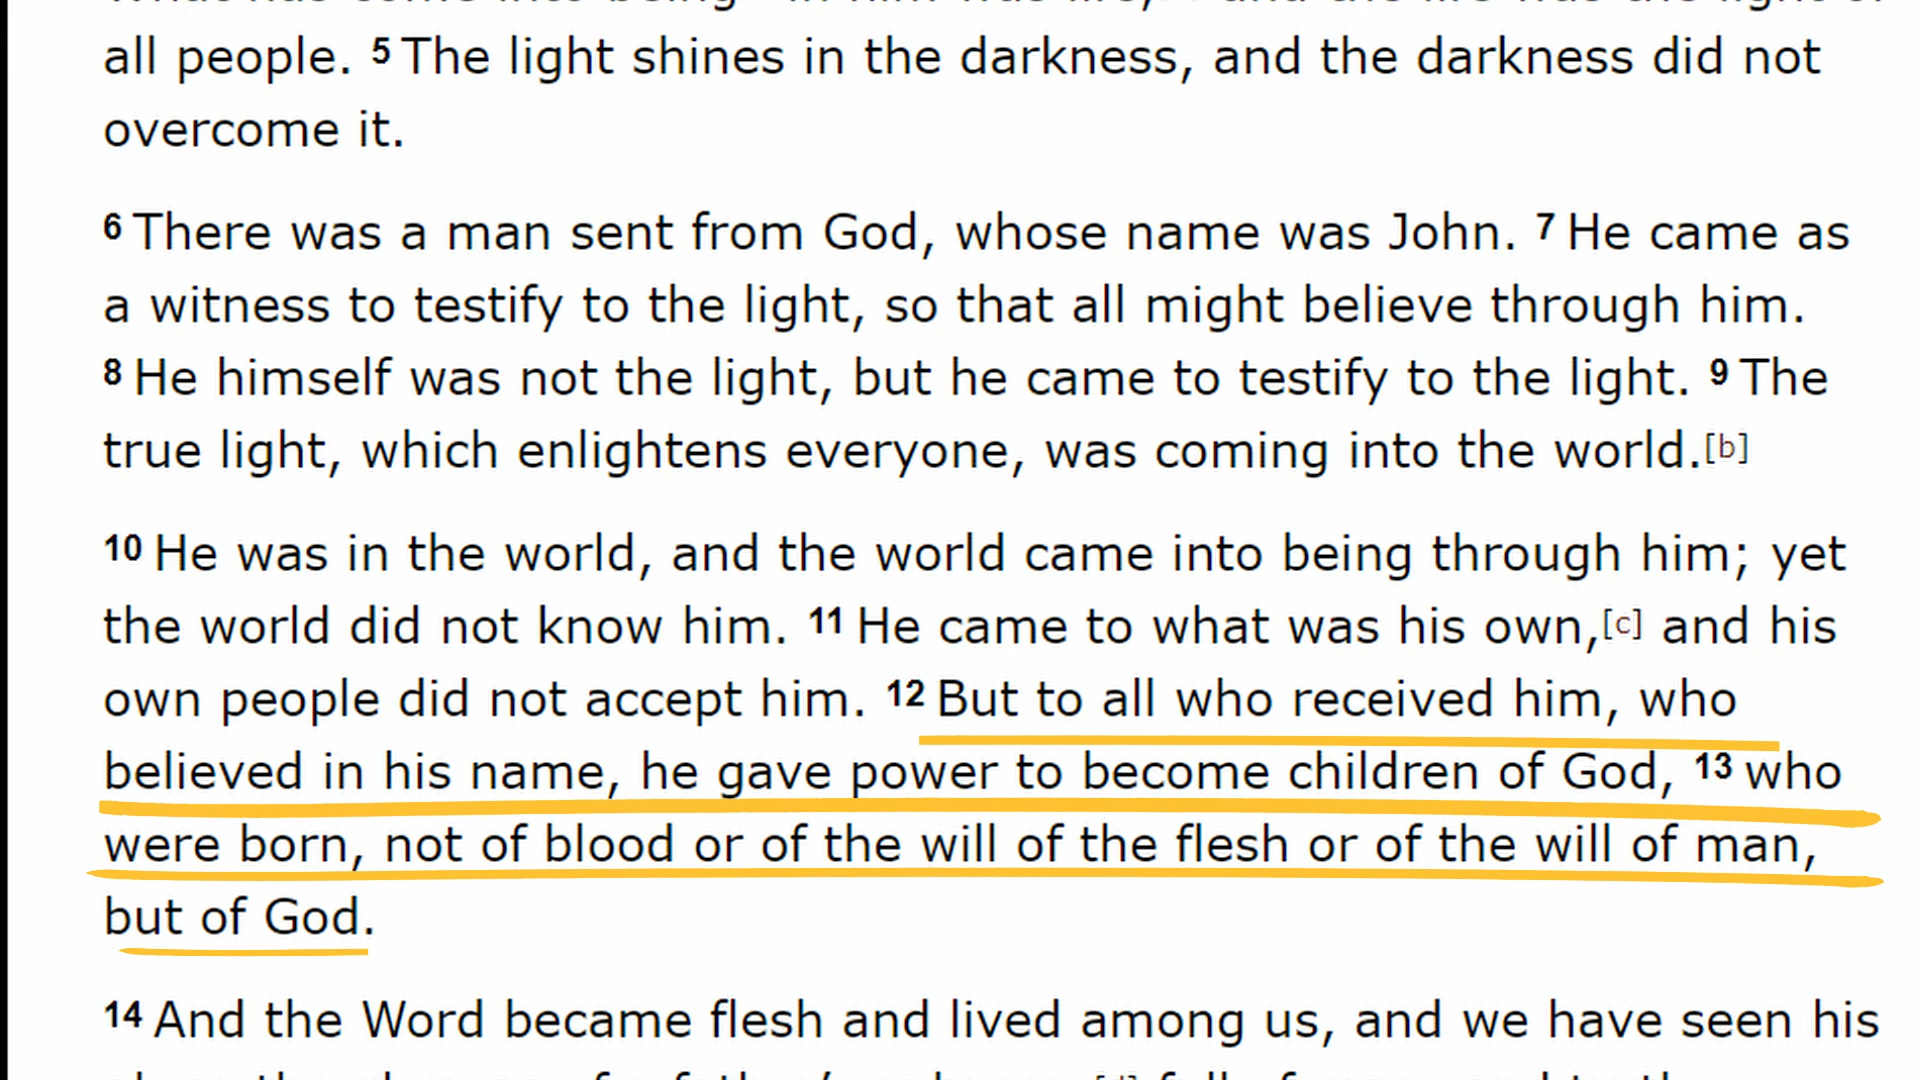 all people. 5 The light shines in the darkness, and the darkness did not
overcome it.
6 There was a man sent from God, whose name was John. 7 He came as
a witness to testify to the light, so that all might believe through him.
8 He himself was not the light, but he came to testify to the light. 9 The
true light, which enlightens everyone, was coming into the world.[b]
10 He was in the world, and the world came into being through him; yet
the world did not know him. 11 He came to what was his own,[c] and his
own people did not accept him. 12 But to all who received him, who
believed in his name, he gave power to become children of God, 13 who
were born, not of blood or of the will of the flesh or of the will of man,
but of God.
14 And the Word became flesh and lived among us, and we have seen his